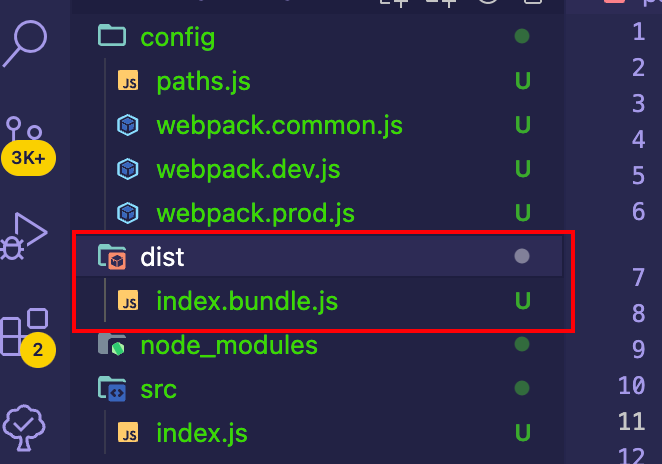 config
1
JS paths.js U
2
3
webpack.common.js U
4
3K+
webpack.dev.js U
5
webpack.prod.js U
6
dist
7
JS index.bundle.js U
8
2
node_modules
9
src
10
JS index.js U
11
12